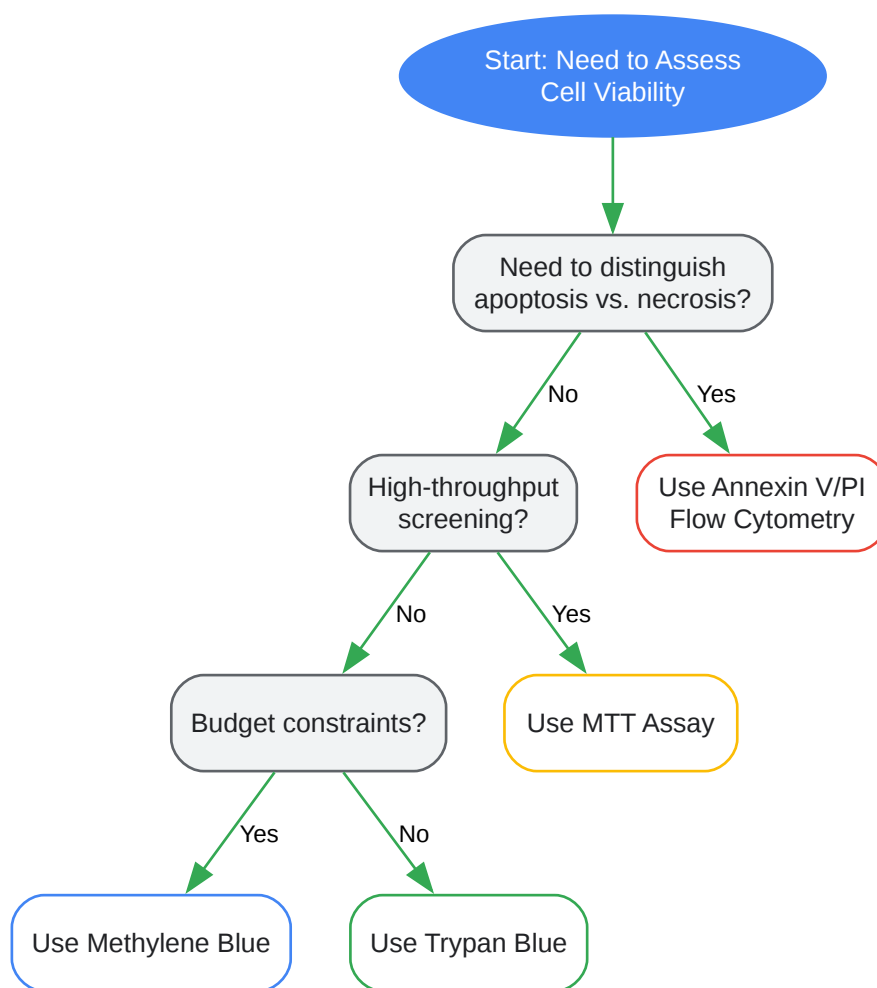 Start: Need to Assess
Cell Viability
Need to distinguish
apoptosis vs. necrosis?
No
Yes
High-throughput
screening?
Use Annexin V/PI
Flow Cytometry
No
Yes
Budget constraints?
Use MTT Assay
Yes
No
Use Methylene Blue
Use Trypan Blue